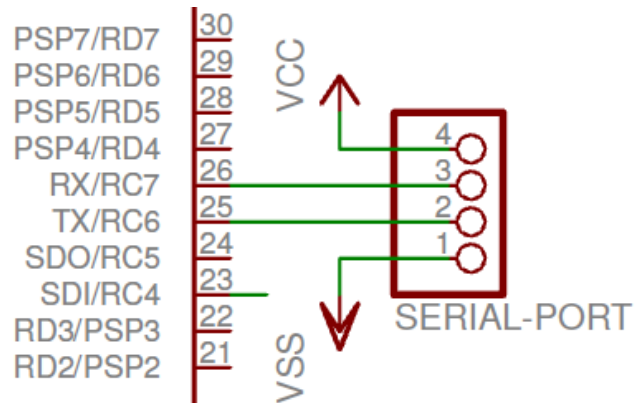 PSP7/RD7 30
PSP6/RD6 29
PSP5/RD5 28
PSP4/RD4 27
RX/RC7 26
TX/RC6 25
SDO/RC5 24
SDI/RC4 23
RD3/PSP3 22
RD2/PSP2 21
VCC
4
3
2
1
VSS
SERIAL-PORT